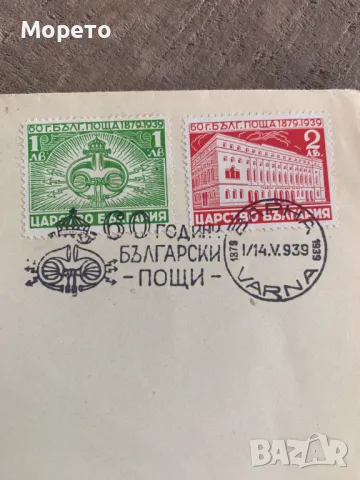 Морето
60 Г. БЪЛГ. ПОЩА 1879-1939
1 1
ЛВ ЛВ
ЦАРСТВО БЪЛГАРИЯ
60 Г. БЪЛГ. ПОЩА 1879-1939
2
ЛВ.
ЦАРСТВО БЪЛГАРИЯ
60 ГОДИНИ
БЪЛГАРСКИ
- ПОЩИ -
1879 I/14.V.939 1939
VARNA
BAZAR
.bg